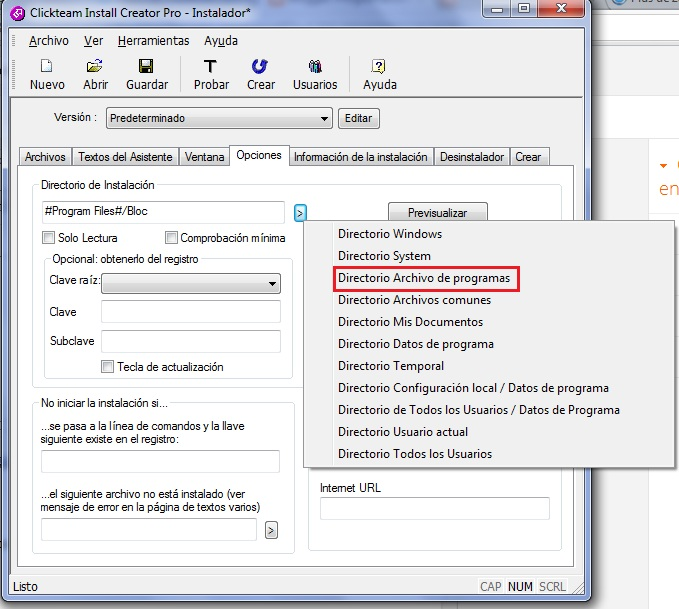 Clickteam Install Creator Pro - Instalador*
Archivo Ver Herramientas Ayuda
Nuevo Abrir Guardar Probar Crear Usuarios Ayuda
Versión : Predeterminado Editar
Archivos Textos del Asistente Ventana Opciones Información de la instalación Desinstalador Crear
Directorio de Instalación
#Program Files#/Bloc > Previsualizar
Solo Lectura Comprobación mínima
Opcional: obtenerlo del registro
Clave raíz:
Clave
Subclave
Tecla de actualización
Directorio Windows
Directorio System
Directorio Archivo de programas
Directorio Archivos comunes
Directorio Mis Documentos
Directorio Datos de programa
Directorio Temporal
Directorio Configuración local / Datos de programa
Directorio de Todos los Usuarios / Datos de Programa
Directorio Usuario actual
Directorio Todos los Usuarios
No iniciar la instalación si...
...se pasa a la línea de comandos y la llave
siguiente existe en el registro:
...el siguiente archivo no está instalado (ver
mensaje de error en la página de textos varios)
>
Internet URL
Listo CAP NUM SCRL
en